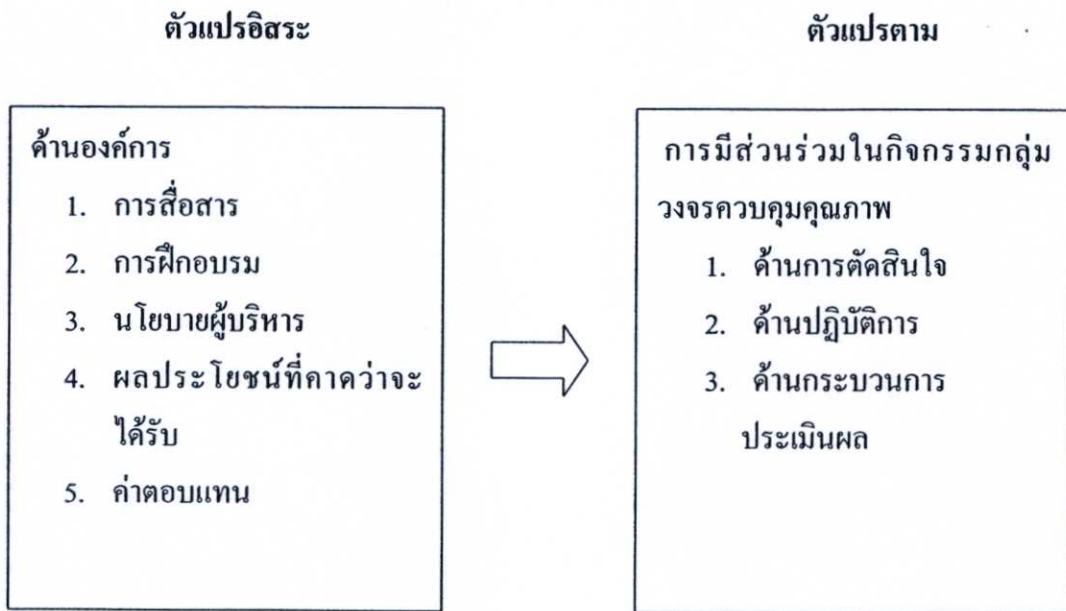 ตัวแปรอิสระ
ตัวแปรตาม
ด้านองค์การ
1. การสื่อสาร
2. การฝึกอบรม
3. นโยบายผู้บริหาร
4. ผลประโยชน์ที่คาดว่าจะ
ได้รับ
5. ค่าตอบแทน
การมีส่วนร่วมในกิจกรรมกลุ่ม
วงจรควบคุมคุณภาพ
1. ด้านการตัดสินใจ
2. ด้านปฏิบัติการ
3. ด้านกระบวนการ
ประเมินผล